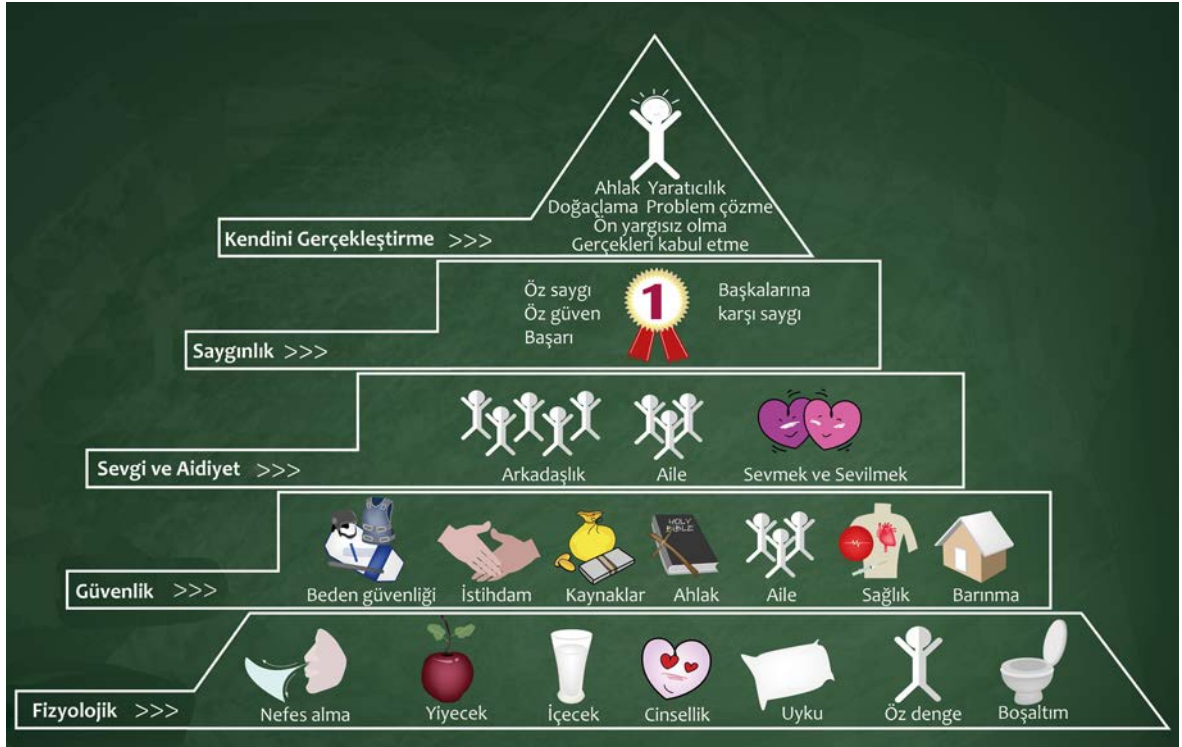 Ahlak Yaratıcılık
Doğaçlama Problem çözme
Ön yargısız olma
Gerçekleri kabul etme
Kendini Gerçekleştirme >>>
Öz saygı
Öz güven
Başarı
1
Başkalarına
karşı saygı
Saygınlık >>>
Arkadaşlık Aile Sevmek ve Sevilmek
Sevgi ve Aidiyet >>>
HOLY
BIBLE
Beden güvenliği İstihdam Kaynaklar Ahlak Aile Sağlık Barınma
Güvenlik >>>
Nefes alma Yiyecek İçecek Cinsellik Uyku Öz denge Boşaltım
Fizyolojik >>>